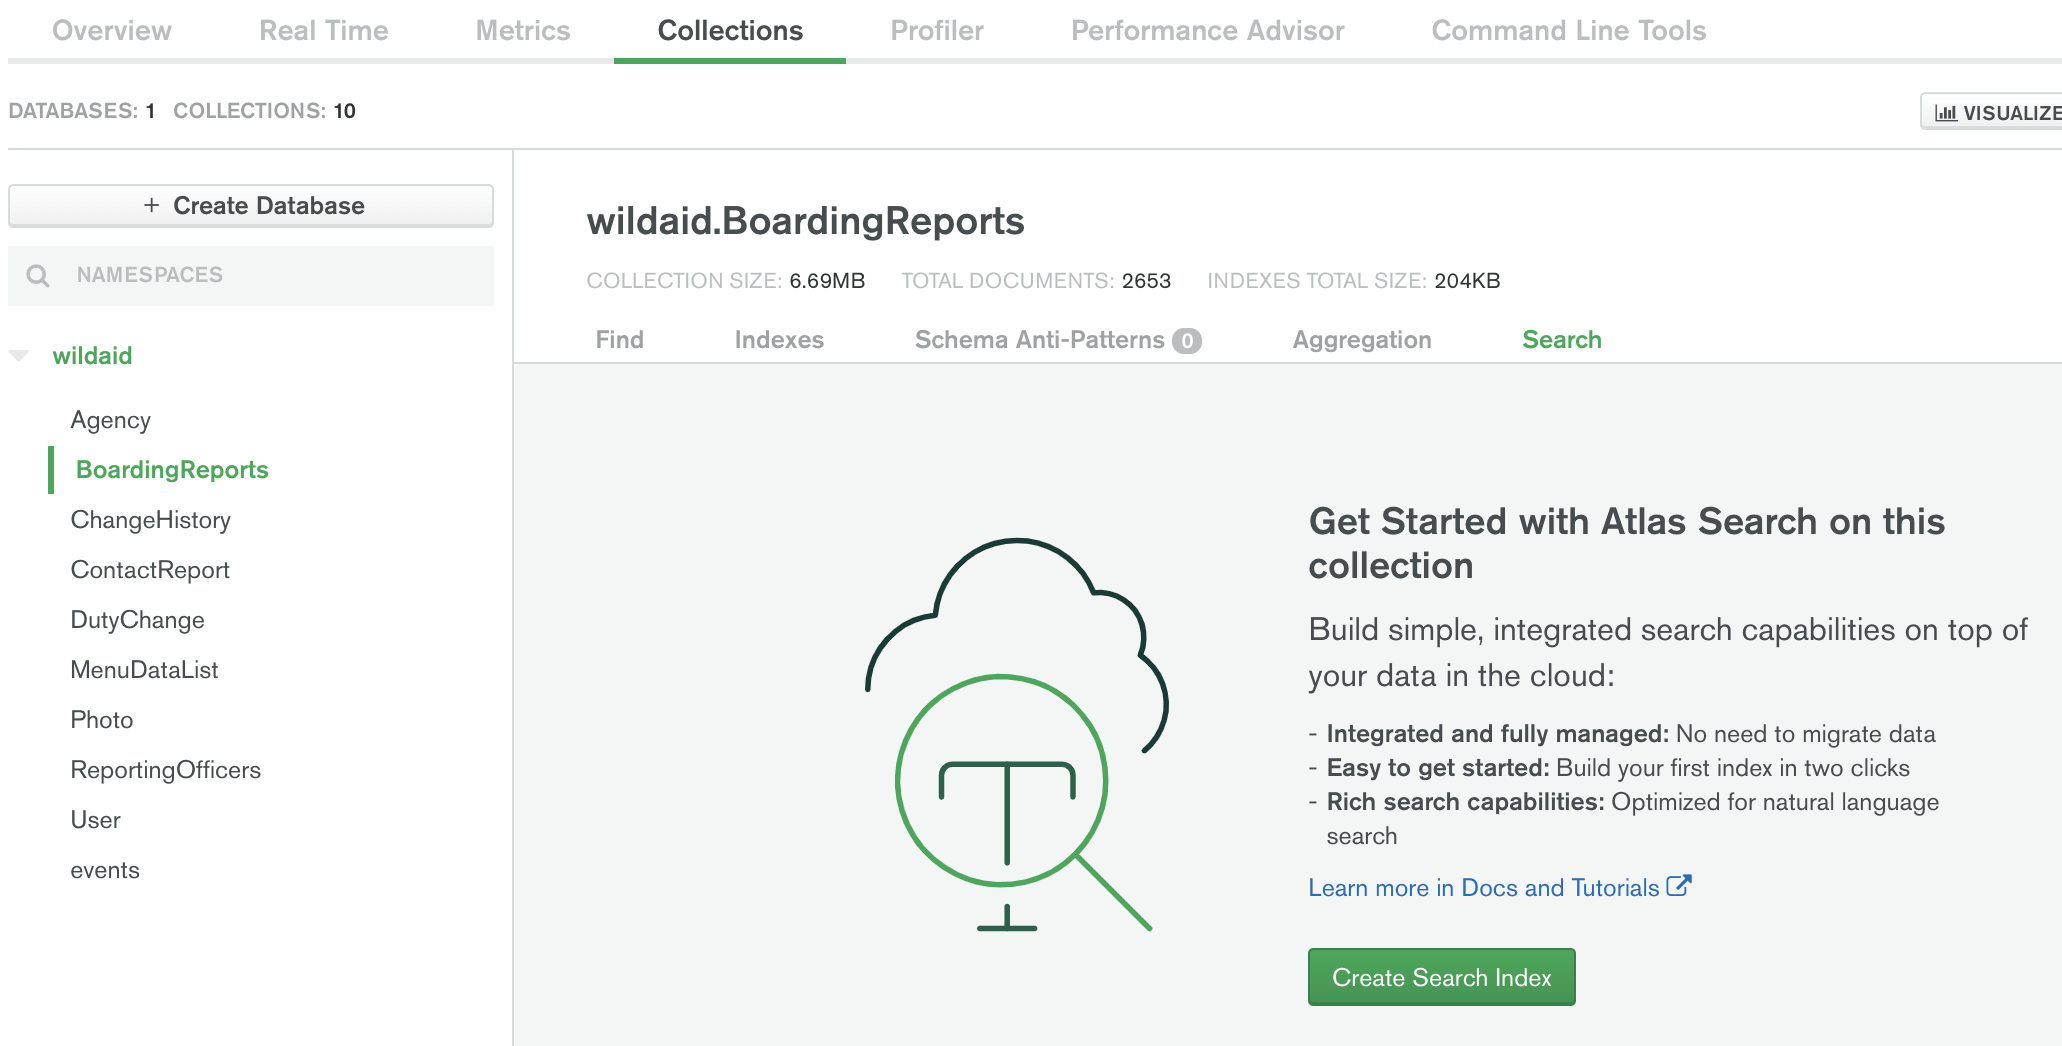 Overview Real Time Metrics Collections Profiler Performance Advisor Command Line Tools
DATABASES: 1 COLLECTIONS: 10
VISUALIZE
+ Create Database
NAMESPACES
wildaid
Agency
BoardingReports
ChangeHistory
ContactReport
DutyChange
MenuDataList
Photo
ReportingOfficers
User
events
wildaid.BoardingReports
COLLECTION SIZE: 6.69MB TOTAL DOCUMENTS: 2653 INDEXES TOTAL SIZE: 204KB
Find Indexes Schema Anti-Patterns 0 Aggregation Search
Get Started with Atlas Search on this
collection
Build simple, integrated search capabilities on top of
your data in the cloud:
- Integrated and fully managed: No need to migrate data
- Easy to get started: Build your first index in two clicks
- Rich search capabilities: Optimized for natural language
search
Learn more in Docs and Tutorials
Create Search Index